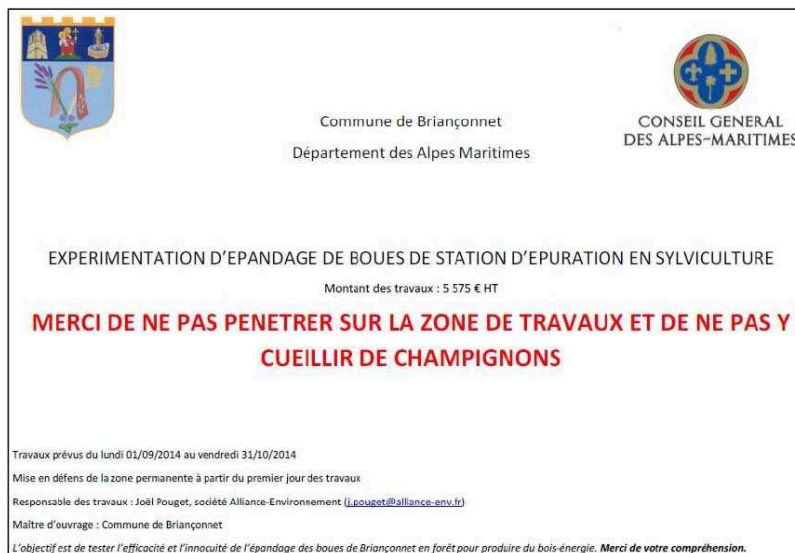 Commune de Briançonnet
CONSEIL GENERAL
DES ALPES-MARITIMES
Département des Alpes Maritimes
EXPERIMENTATION D'EPANDAGE DE BOUES DE STATION D'EPURATION EN SYLVICULTURE
Montant des travaux : 5 575 € HT
MERCI DE NE PAS PENETRER SUR LA ZONE DE TRAVAUX ET DE NE PAS Y
CUEILLIR DE CHAMPIGNONS
Travaux prévus du lundi 01/09/2014 au vendredi 31/10/2014
Mise en défens de la zone permanente à partir du premier jour des travaux
Responsable des travaux : Joël Pouget, société Alliance-Environnement (j.pouget@alliance-env.fr)
Maître d'ouvrage : Commune de Briançonnet
L'objectif est de tester l'efficacité et l'innocuité de l'épandage des boues de Briançonnet en forêt pour produire du bois-énergie. Merci de votre compréhension.